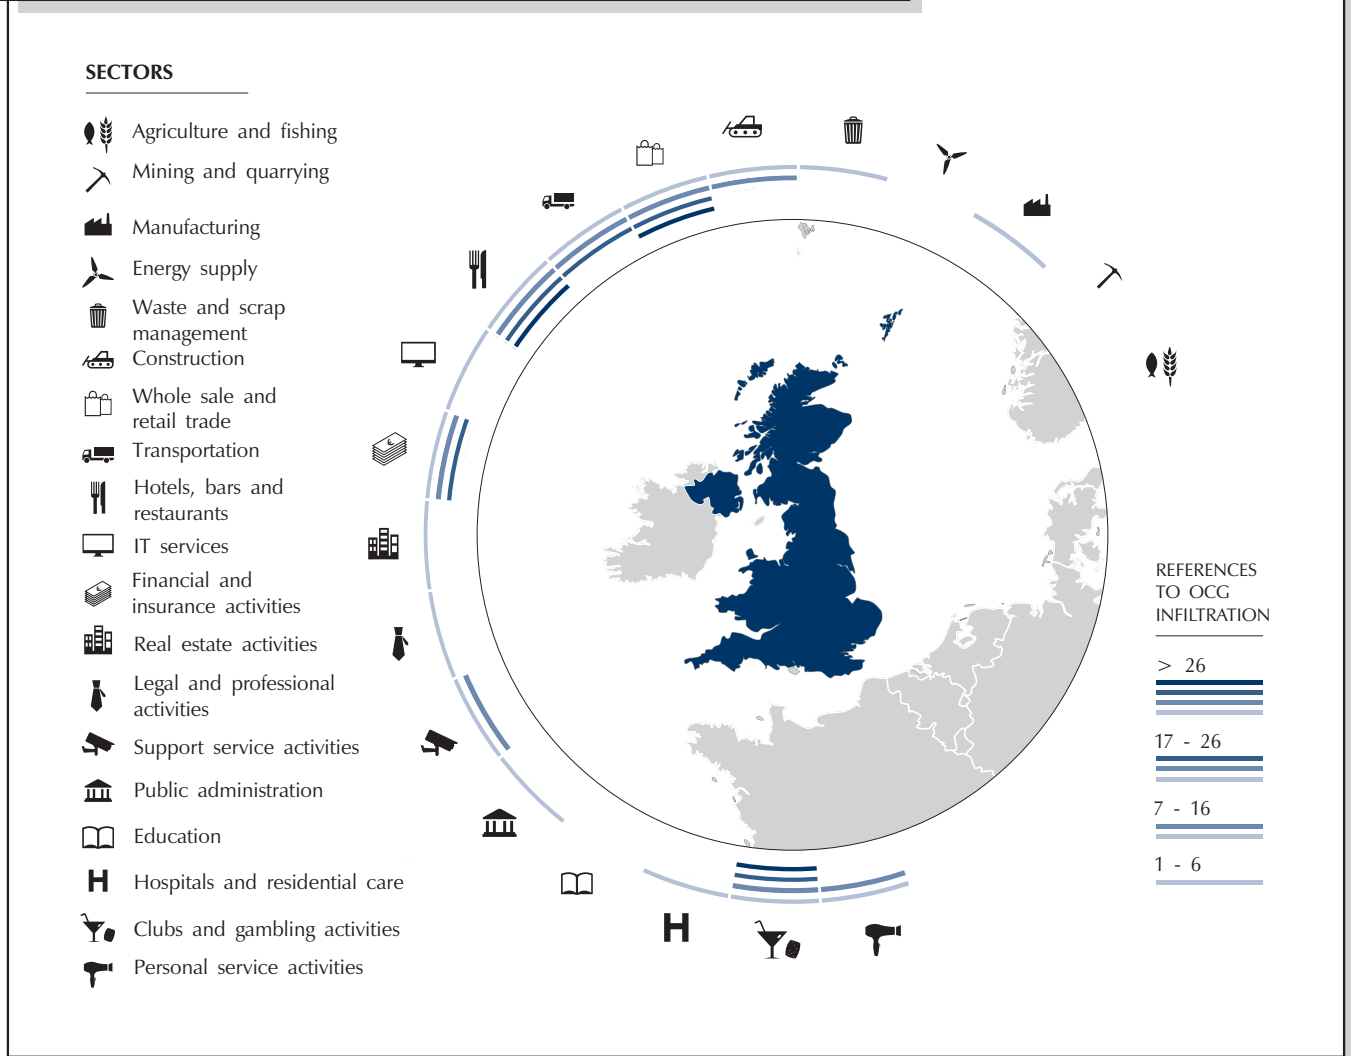 SECTORS
Agriculture and fishing
Mining and quarrying
Manufacturing
Energy supply
Waste and scrap
management
Construction
Whole sale and
retail trade
Transportation
Hotels, bars and
restaurants
IT services
Financial and
insurance activities
Real estate activities
Legal and professional
activities
Support service activities
Public administration
Education
Hospitals and residential care
Clubs and gambling activities
Personal service activities
H
H
REFERENCES
TO OCG
INFILTRATION
> 26
17 - 26
7 - 16
1 - 6